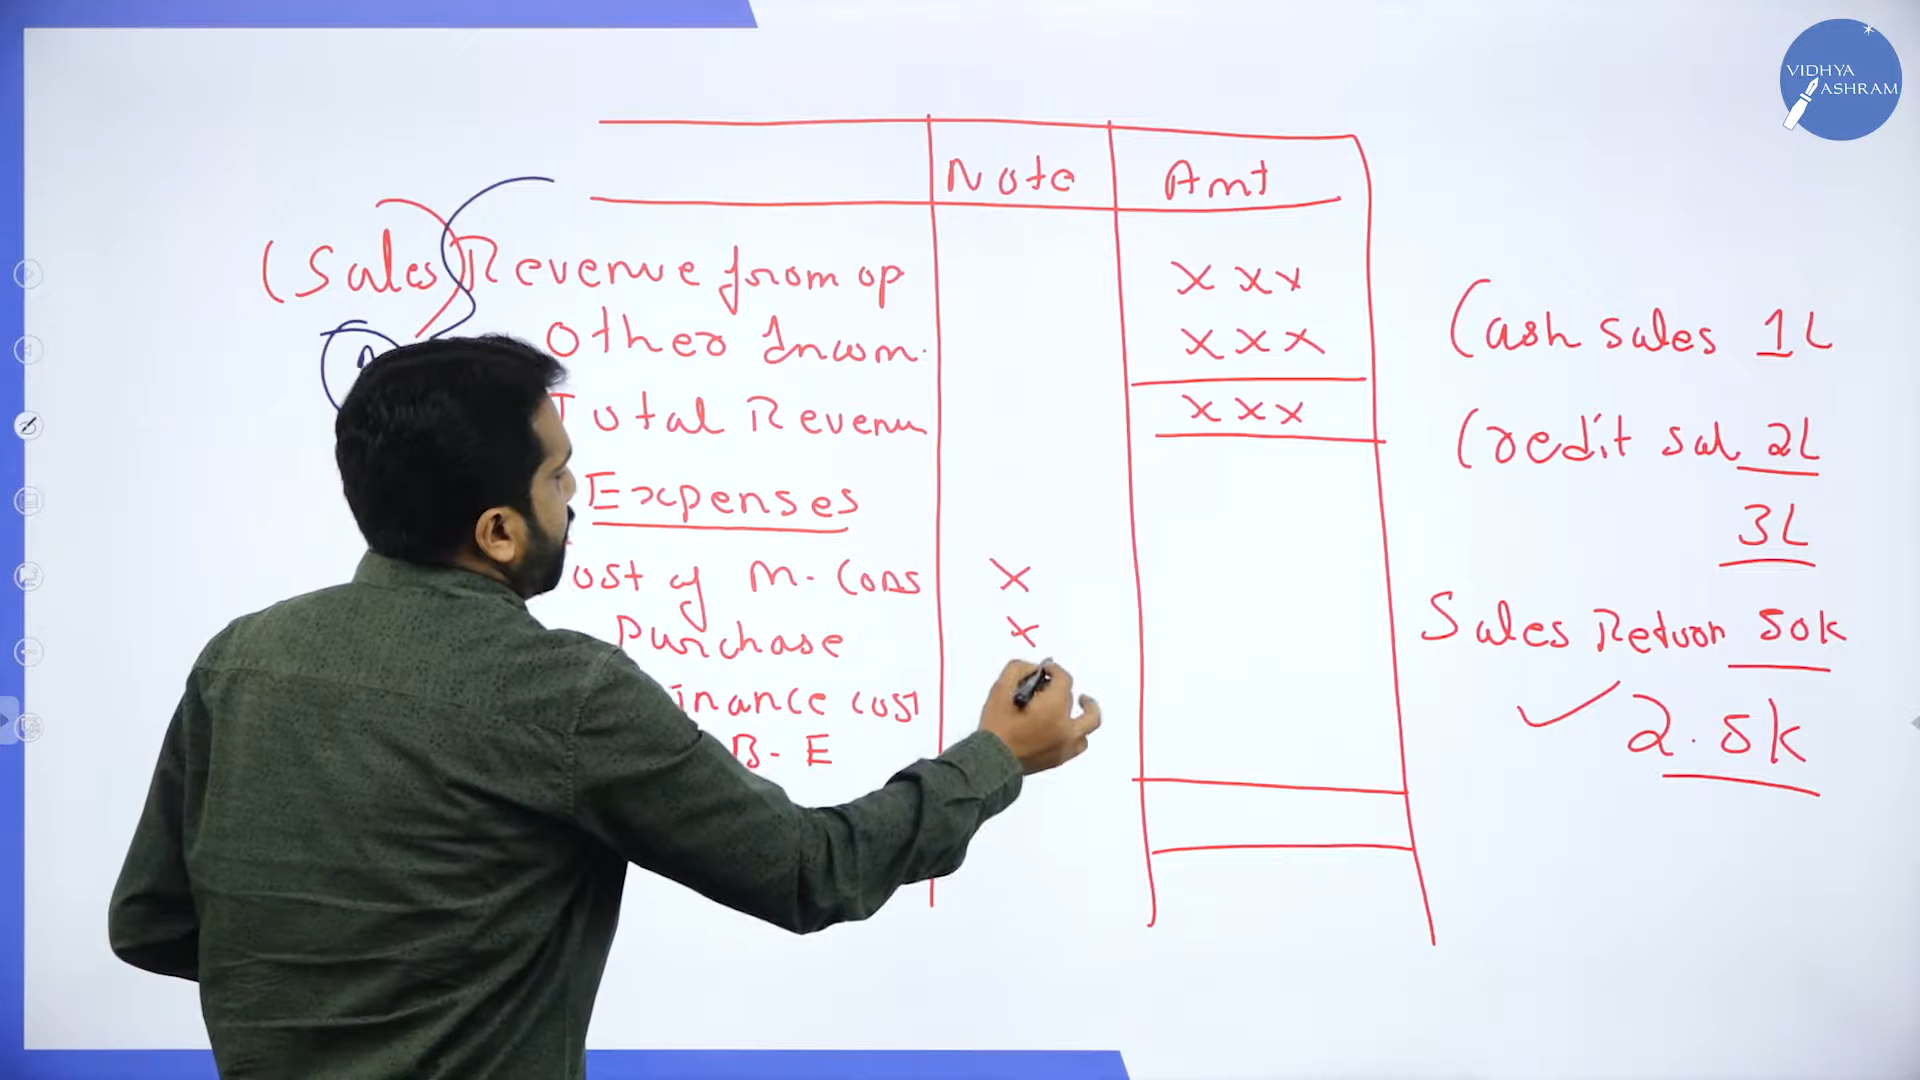 VIDHYA
ASHRAM
Note Amt
(Sales) Revenue from op xxx
Other Incom. xxx
Total Revenu xxx
Expenses
ost of M. Cons x
Purchase x
inance cost
B-E
Cash sales 1L
Credit sal 2L
3L
Sales Return 50k
✓ 2.5k